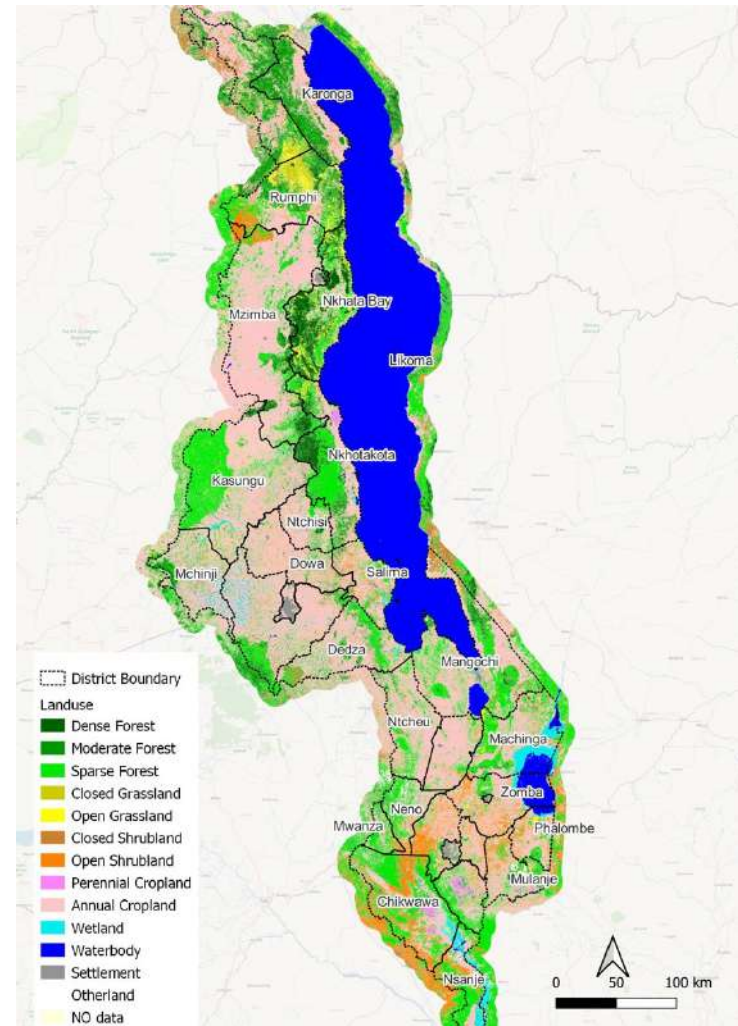 Karonga
Rumphi
Nkhata Bay
Mzimba
Likoma
Nkhotakota
Kasungu
Ntchisi
Dowa
Mchinji
Salima
Dedza
Mangochi
Ntcheu
Machinga
Zomba
Neno
Mwanza
Phalombe
Mulanje
Chikwawa
Nsanje
District Boundary
Landuse
Dense Forest
Moderate Forest
Sparse Forest
Closed Grassland
Open Grassland
Closed Shrubland
Open Shrubland
Perennial Cropland
Annual Cropland
Wetland
Waterbody
Settlement
Otherland
NO data
0 50 100 km